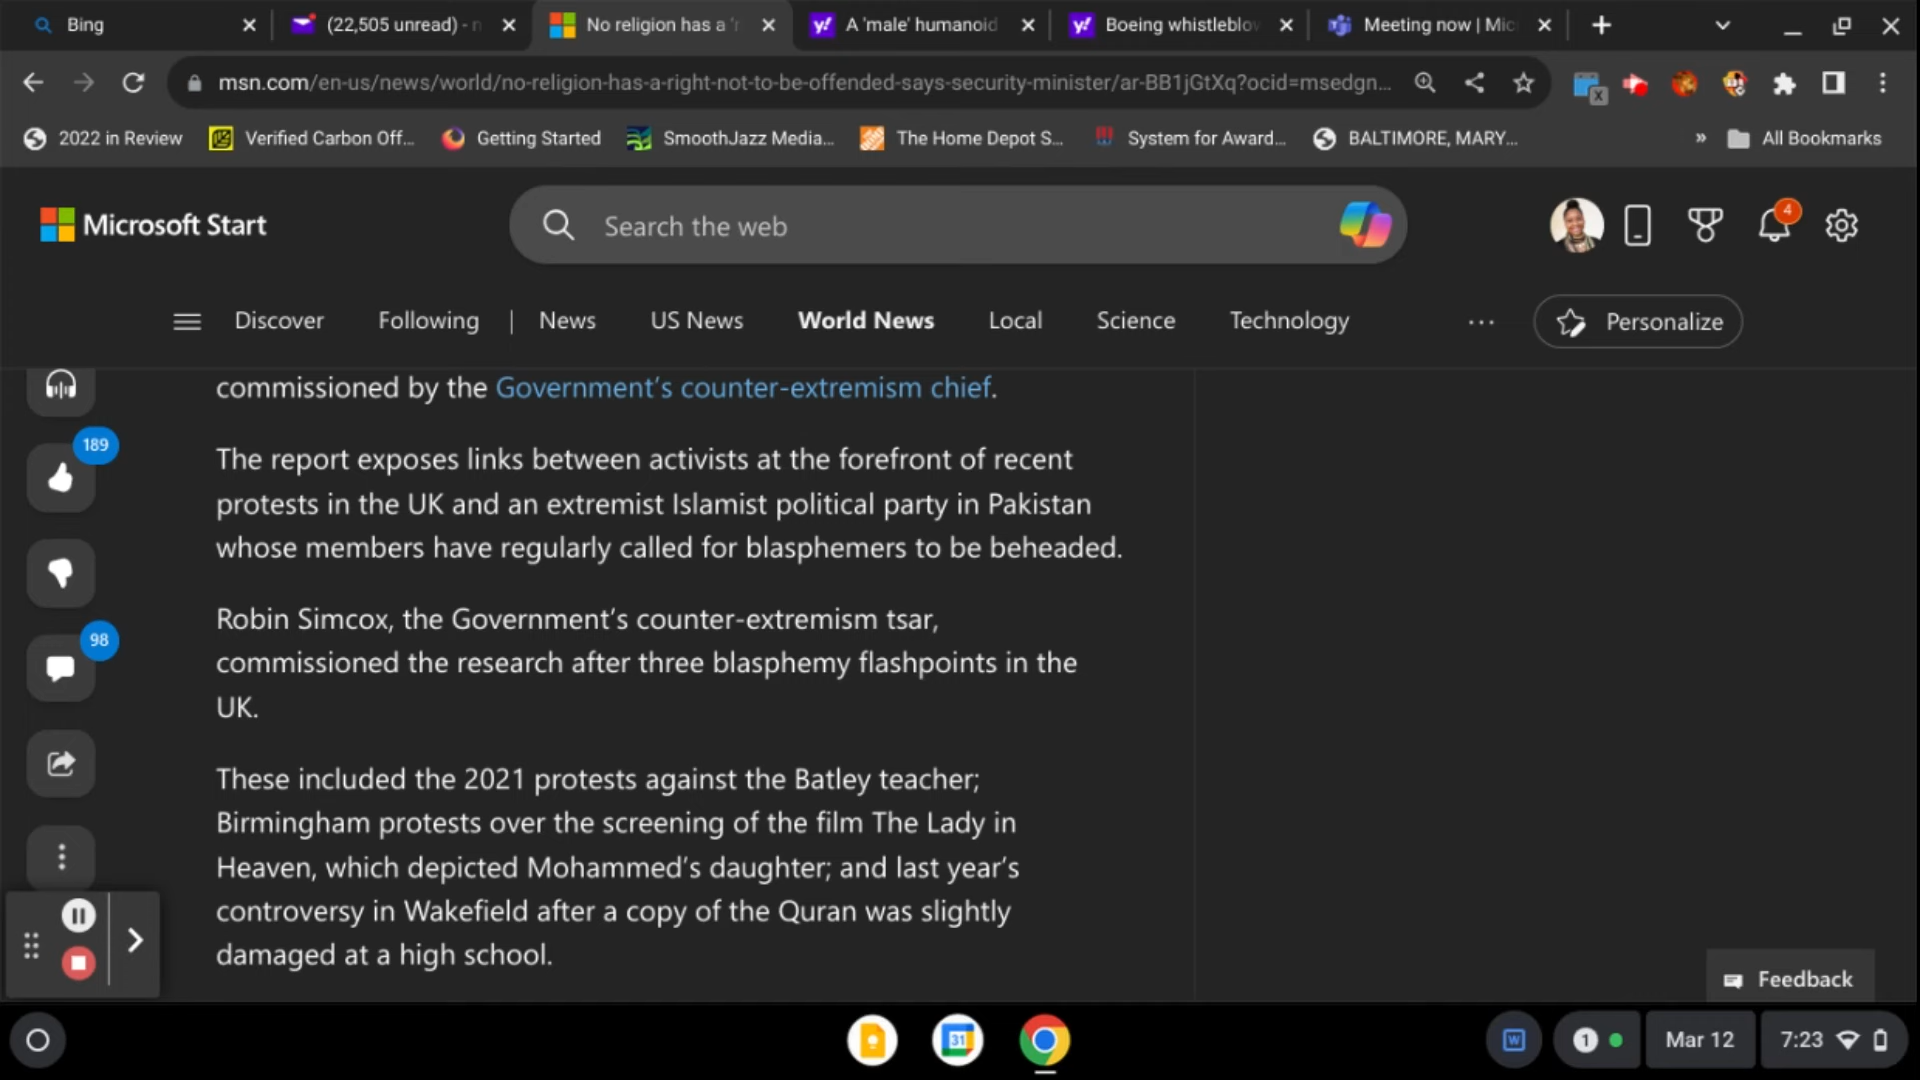 Bing
(22,505 unread) - n
No religion has a 'r
A 'male' humanoid
Boeing whistleblov
Meeting now | Mic
msn.com/en-us/news/world/no-religion-has-a-right-not-to-be-offended-says-security-minister/ar-BB1jGtXq?ocid=msedgn...
2022 in Review
Verified Carbon Off...
Getting Started
SmoothJazz Media...
The Home Depot S...
System for Award...
BALTIMORE, MARY...
»
All Bookmarks
Microsoft Start
Search the web
4
Discover
Following
News
US News
World News
Local
Science
Technology
Personalize
commissioned by the Government's counter-extremism chief.
189
The report exposes links between activists at the forefront of recent
protests in the UK and an extremist Islamist political party in Pakistan
whose members have regularly called for blasphemers to be beheaded.
98
Robin Simcox, the Government's counter-extremism tsar,
commissioned the research after three blasphemy flashpoints in the
UK.
These included the 2021 protests against the Batley teacher;
Birmingham protests over the screening of the film The Lady in
Heaven, which depicted Mohammed's daughter; and last year's
controversy in Wakefield after a copy of the Quran was slightly
damaged at a high school.
Feedback
31
W
1
Mar 12
7:23